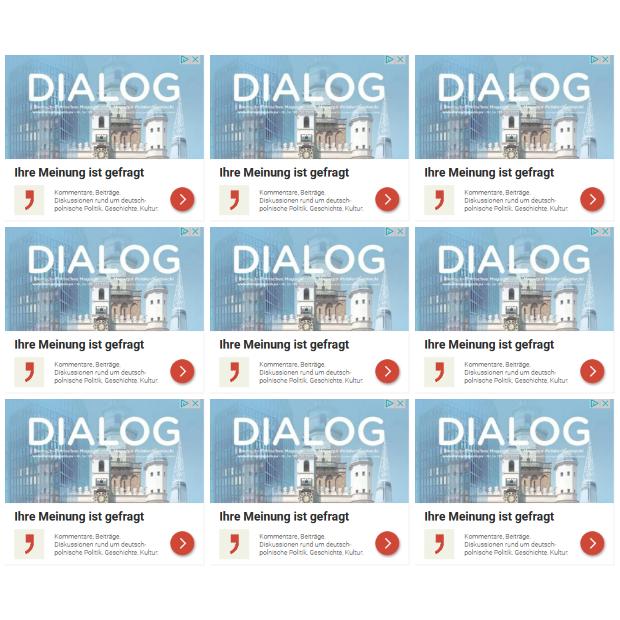 DIALOG DIALOG DIALOG
Ihre Meinung ist gefragt Ihre Meinung ist gefragt Ihre Meinung ist gefragt
Kommentare, Beiträge, Kommentare, Beiträge, Kommentare, Beiträge,
Diskussionen rund um deutsch- Diskussionen rund um deutsch- Diskussionen rund um deutsch-
polnische Politik, Geschichte, Kultur. polnische Politik, Geschichte, Kultur. polnische Politik, Geschichte, Kultur.
DIALOG DIALOG DIALOG
Ihre Meinung ist gefragt Ihre Meinung ist gefragt Ihre Meinung ist gefragt
Kommentare, Beiträge, Kommentare, Beiträge, Kommentare, Beiträge,
Diskussionen rund um deutsch- Diskussionen rund um deutsch- Diskussionen rund um deutsch-
polnische Politik, Geschichte, Kultur. polnische Politik, Geschichte, Kultur. polnische Politik, Geschichte, Kultur.
DIALOG DIALOG DIALOG
Ihre Meinung ist gefragt Ihre Meinung ist gefragt Ihre Meinung ist gefragt
Kommentare, Beiträge, Kommentare, Beiträge, Kommentare, Beiträge,
Diskussionen rund um deutsch- Diskussionen rund um deutsch- Diskussionen rund um deutsch-
polnische Politik, Geschichte, Kultur. polnische Politik, Geschichte, Kultur. polnische Politik, Geschichte, Kultur.